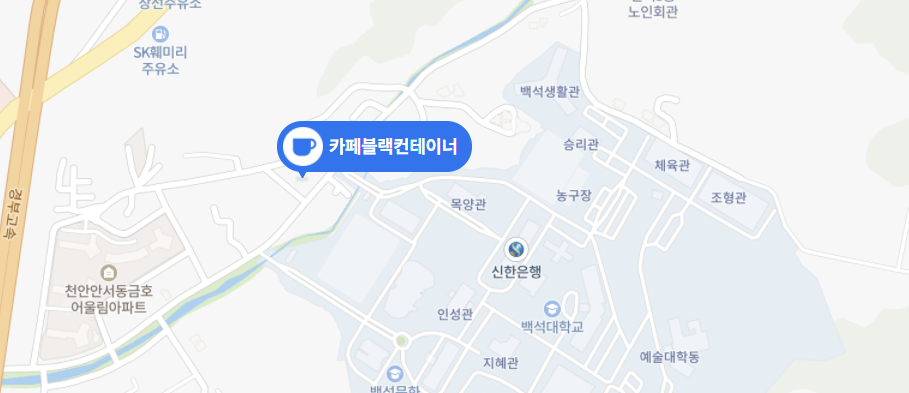 장선주유소
노인회관
SK훼미리
주유소
백석생활관
카페블랙컨테이너
승리관
체육관
농구장
조형관
목양관
경부고속
신한은행
천안안서동금호
어울림아파트
인성관
백석대학교
예술대학동
지혜관
백석문화